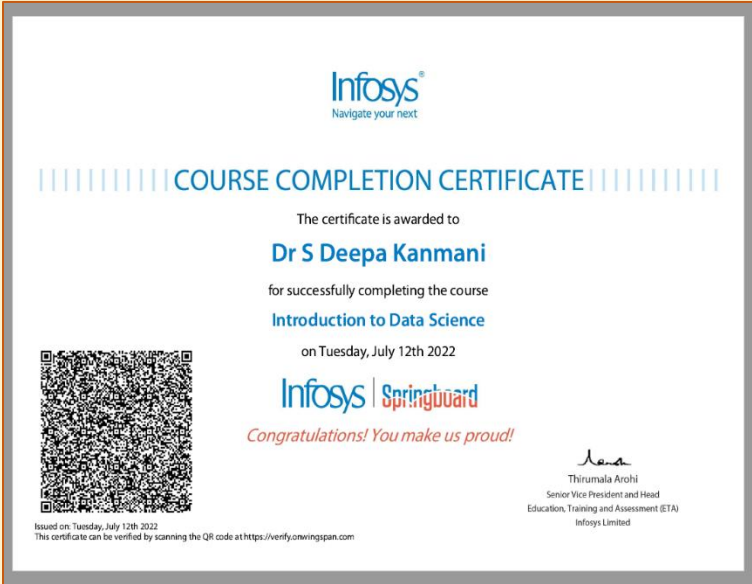 Infosys®
Navigate your next
COURSE COMPLETION CERTIFICATE
The certificate is awarded to
Dr S Deepa Kanmani
for successfully completing the course
Introduction to Data Science
on Tuesday, July 12th 2022
Infosys | Springboard
Congratulations! You make us proud!
Thirumala Arohi
Senior Vice President and Head
Education, Training and Assessment (ETA)
Infosys Limited
Issued on: Tuesday, July 12th 2022
This certificate can be verified by scanning the QR code at https://verify.onwingspan.com